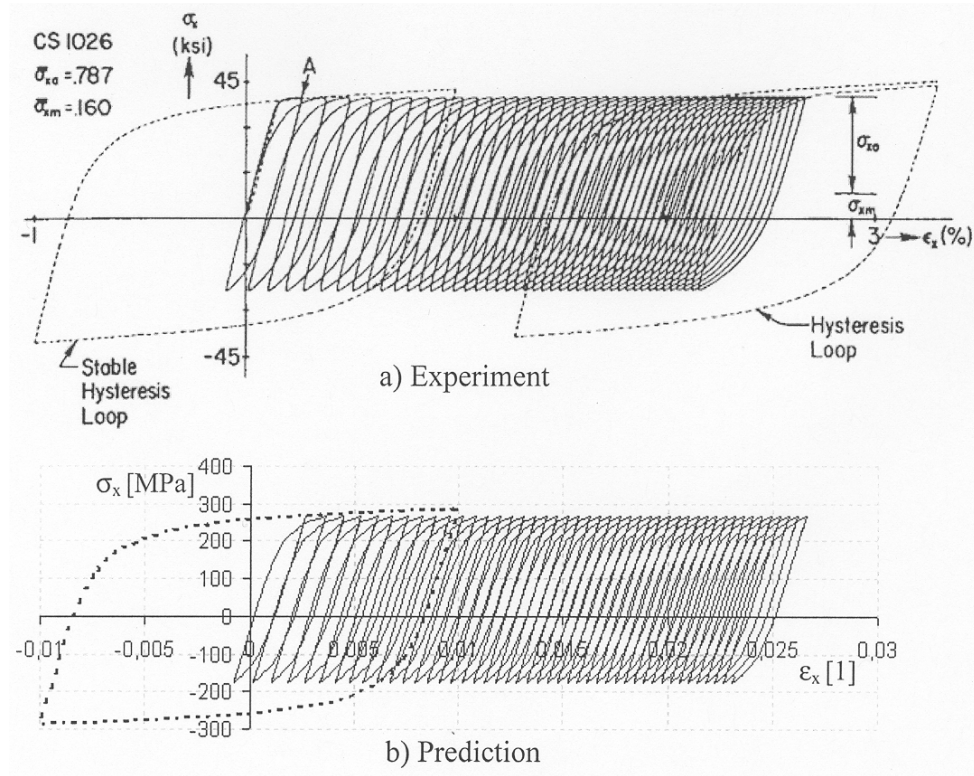 CS 1026
σ̄xa =.787
σ̄xm =.160
σx
(ksi)
45
A
σxa
σxm
-1
1
3 → εx (%)
-45
Stable
Hysteresis
Loop
Hysteresis
Loop
a) Experiment
σx [MPa]
400
300
200
100
0
-100
-200
-300
-0,01
-0,005
0
0,005
0,01
0,015
0,02
0,025
0,03
εx [1]
b) Prediction